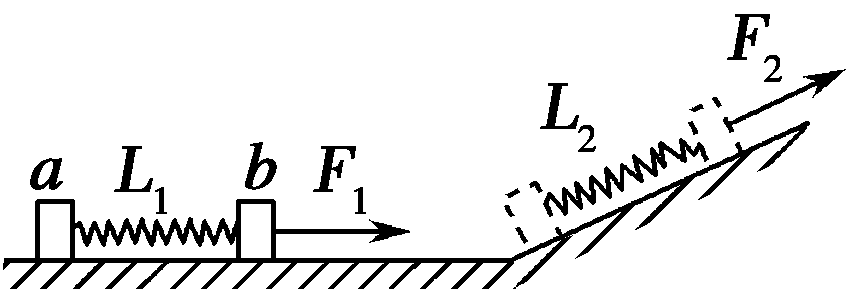 a L₁ b F₁
L₂ F₂